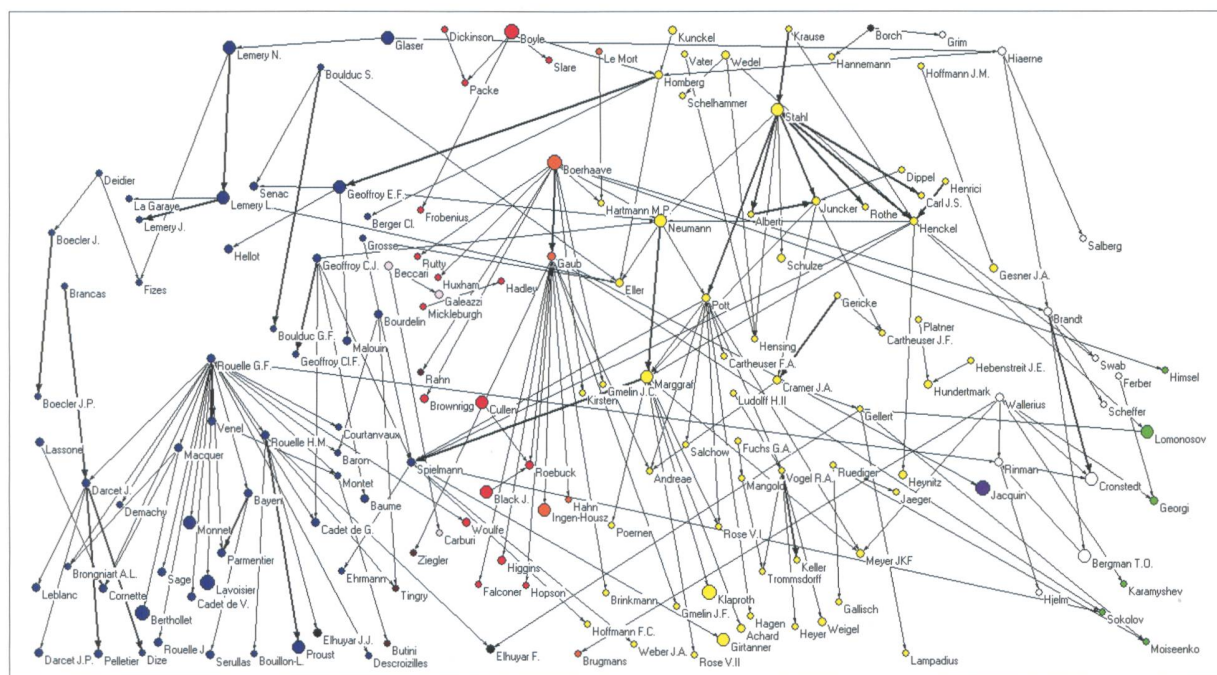 Lemery N.
Glaser
Dickinson
Boyle
Kunckel
Krause
Borch
Grim
Boulduc S.
Slare
Le Mort
Vater
Wedel
Hannemann
Hiaerne
Packe
Homberg
Schelhammer
Hoffmann J.M.
Stahl
Deidier
Senac
Geoffroy E.F.
Boerhaave
Dippel
Henrici
La Garaye
Lemery L.
Lemery J.
Berger Cl.
Frobenius
Hartmann M.P.
Neumann
Alberti
Juncker
Rothe
Carl J.S.
Henckel
Boecler J.
Hellot
Grosse
Salberg
Geoffroy C.J.
Beccari
Rutty
Gaub
Schulze
Brancas
Fizes
Galeazzi
Huxham
Hadley
Eller
Gesner J.A.
Mickleburgh
Pott
Gericke
Boulduc G.F.
Malouin
Bourdelin
Hensing
Platner
Brandt
Geoffroy Cl.F.
Cartheuser F.A.
Cartheuser J.F.
Rouelle G.F.
Rahn
Marggraf
Hebenstreit J.E.
Swab
Ferber
Himsel
Boecler J.P.
Brownrigg
Cullen
Kirsten
Gmelin J.C.
Ludolff H.II
Cramer J.A.
Hundertmark
Wallerius
Scheffer
Venel
Courtanvaux
Gellert
Lassone
Macquer
Rouelle H.M.
Baron
Spielmann
Salchow
Fuchs G.A.
Lomonosov
Darcet J.
Montet
Roebuck
Andreae
Mangold
Vogel R.A.
Ruediger
Heynitz
Rinman
Cronstedt
Demachy
Bayen
Baume
Black J.
Hahn
Jaeger
Jacquin
Georgi
Monnet
Cadet de G.
Woulfe
Ingen-Housz
Carburi
Poerner
Rose V.I
Parmentier
Ziegler
Meyer JKF
Bergman T.O.
Brongniart A.L.
Sage
Ehrmann
Higgins
Keller
Trommsdorff
Leblanc
Cornette
Lavoisier
Cadet de V.
Tingry
Falconer
Hopson
Brinkmann
Klaproth
Hjelm
Karamyshev
Berthollet
Gmelin J.F.
Gallisch
Sokolov
Hoffmann F.C.
Hagen
Achard
Heyer
Weigel
Rouelle J.
Elhuyar J.J.
Proust
Butini
Girtanner
Moiseenko
Darcet J.P.
Pelletier
Dize
Serullas
Bouillon-L.
Descroizilles
Elhuyar F.
Brugmans
Weber J.A.
Rose V.II
Lampadius